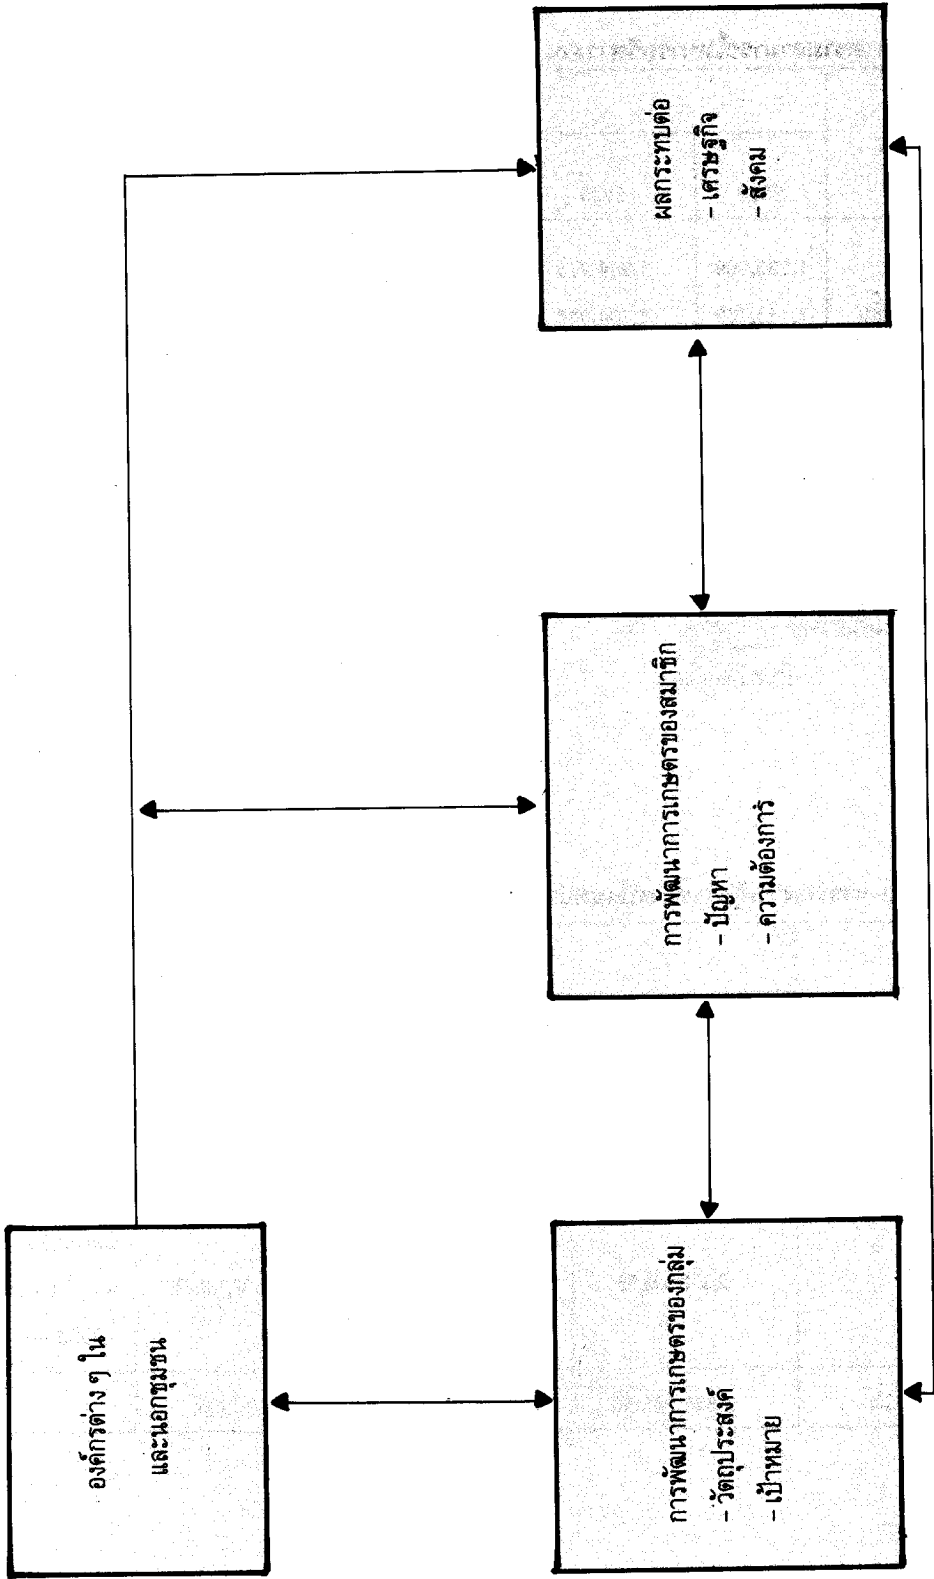 องค์กรต่าง ๆ ใน
และนอกชุมชน
การพัฒนาการเกษตรของกลุ่ม
- วัตถุประสงค์
- เป้าหมาย
การพัฒนาการเกษตรของสมาชิก
- ปัญหา
- ความต้องการ
ผลกระทบต่อ
- เศรษฐกิจ
- สังคม